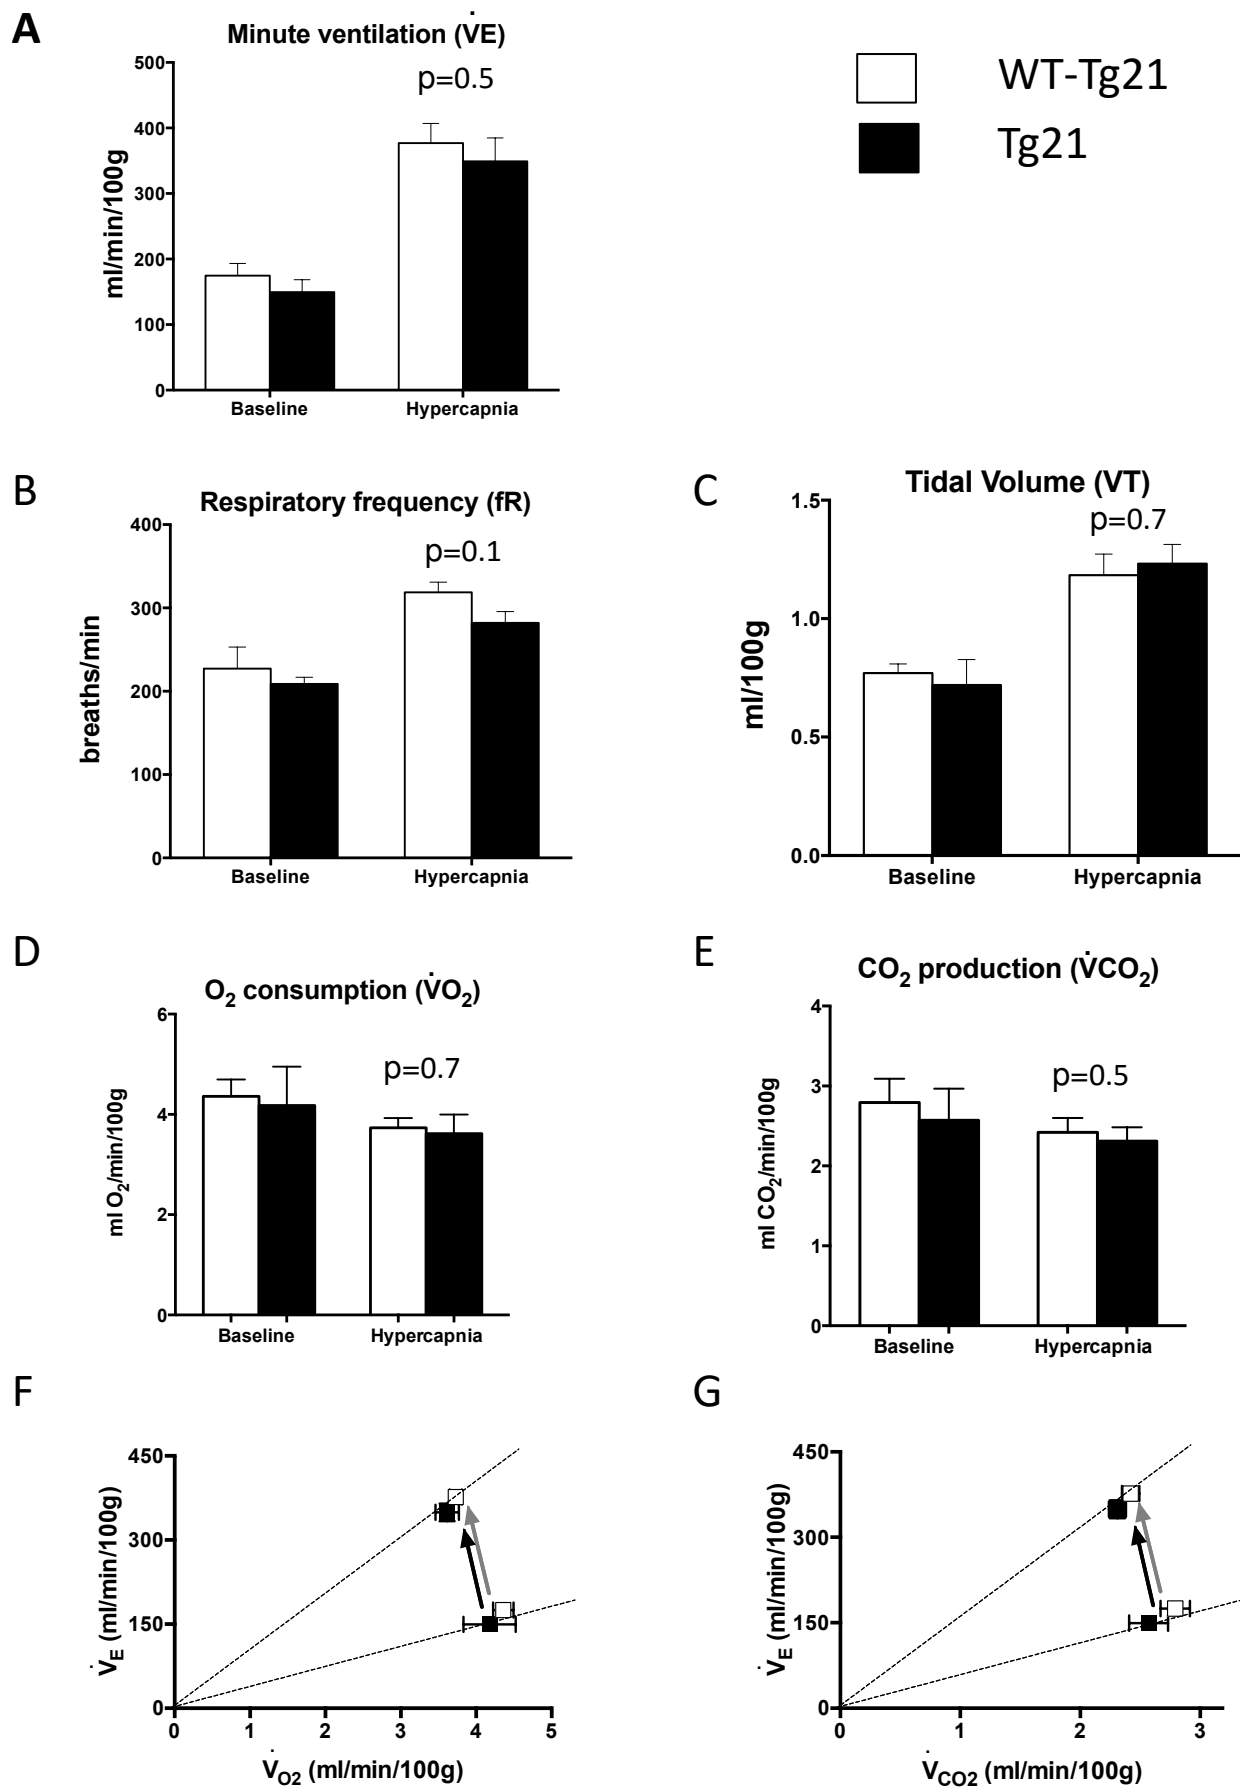 A
Minute ventilation (V̇E)
p=0.5
ml/min/100g
500
400
300
200
100
0
Baseline
Hypercapnia
WT-Tg21
Tg21
B
Respiratory frequency (fR)
p=0.1
breaths/min
400
300
200
100
0
Baseline
Hypercapnia
C
Tidal Volume (VT)
p=0.7
ml/100g
1.5
1.0
0.5
0.0
Baseline
Hypercapnia
D
O₂ consumption (V̇O₂)
p=0.7
ml O₂/min/100g
6
4
2
0
Baseline
Hypercapnia
E
CO₂ production (V̇CO₂)
p=0.5
ml CO₂/min/100g
4
3
2
1
0
Baseline
Hypercapnia
F
V̇E (ml/min/100g)
450
300
150
0
0 1 2 3 4 5
V̇O2 (ml/min/100g)
G
V̇E (ml/min/100g)
450
300
150
0
0 1 2 3
V̇CO2 (ml/min/100g)